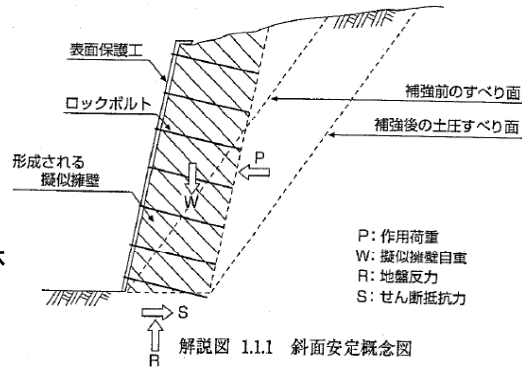 表面保護工
ロックボルト
補強前のすべり面
補強後の土圧すべり面
形成される
擬似擁壁
P
W
P:作用荷重
W:擬似擁壁自重
R:地盤反力
S:せん断抵抗力
S
R
解説図 1.1.1 斜面安定概念図